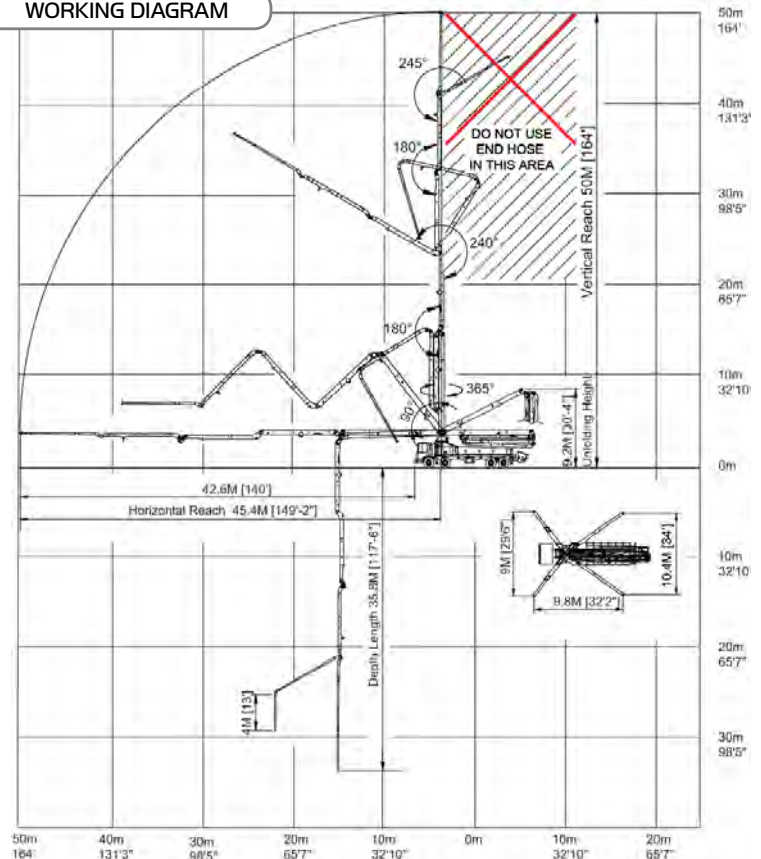 WORKING DIAGRAM
50m
164'
245°
40m
131'3"
DO NOT USE
END HOSE
IN THIS AREA
180°
Vertical Reach 50M [164']
30m
98'5"
240°
20m
65'7"
180°
10m
32'10
365°
90°
9.2M [30'-4"]
Unfolding Height
0m
42.6M [140']
Horizontal Reach 45.4M [149'-2"]
9M [29'6"]
10.4M [34']
9.8M [32'2"]
10m
32'10
Depth Length 35.8M [117'-6"]
20m
65'7"
4M [13']
30m
98'5"
50m 40m 30m 20m 10m 0m 10m 20m
164' 131'3" 98'5" 65'7" 32'10" 32'10" 65'7"